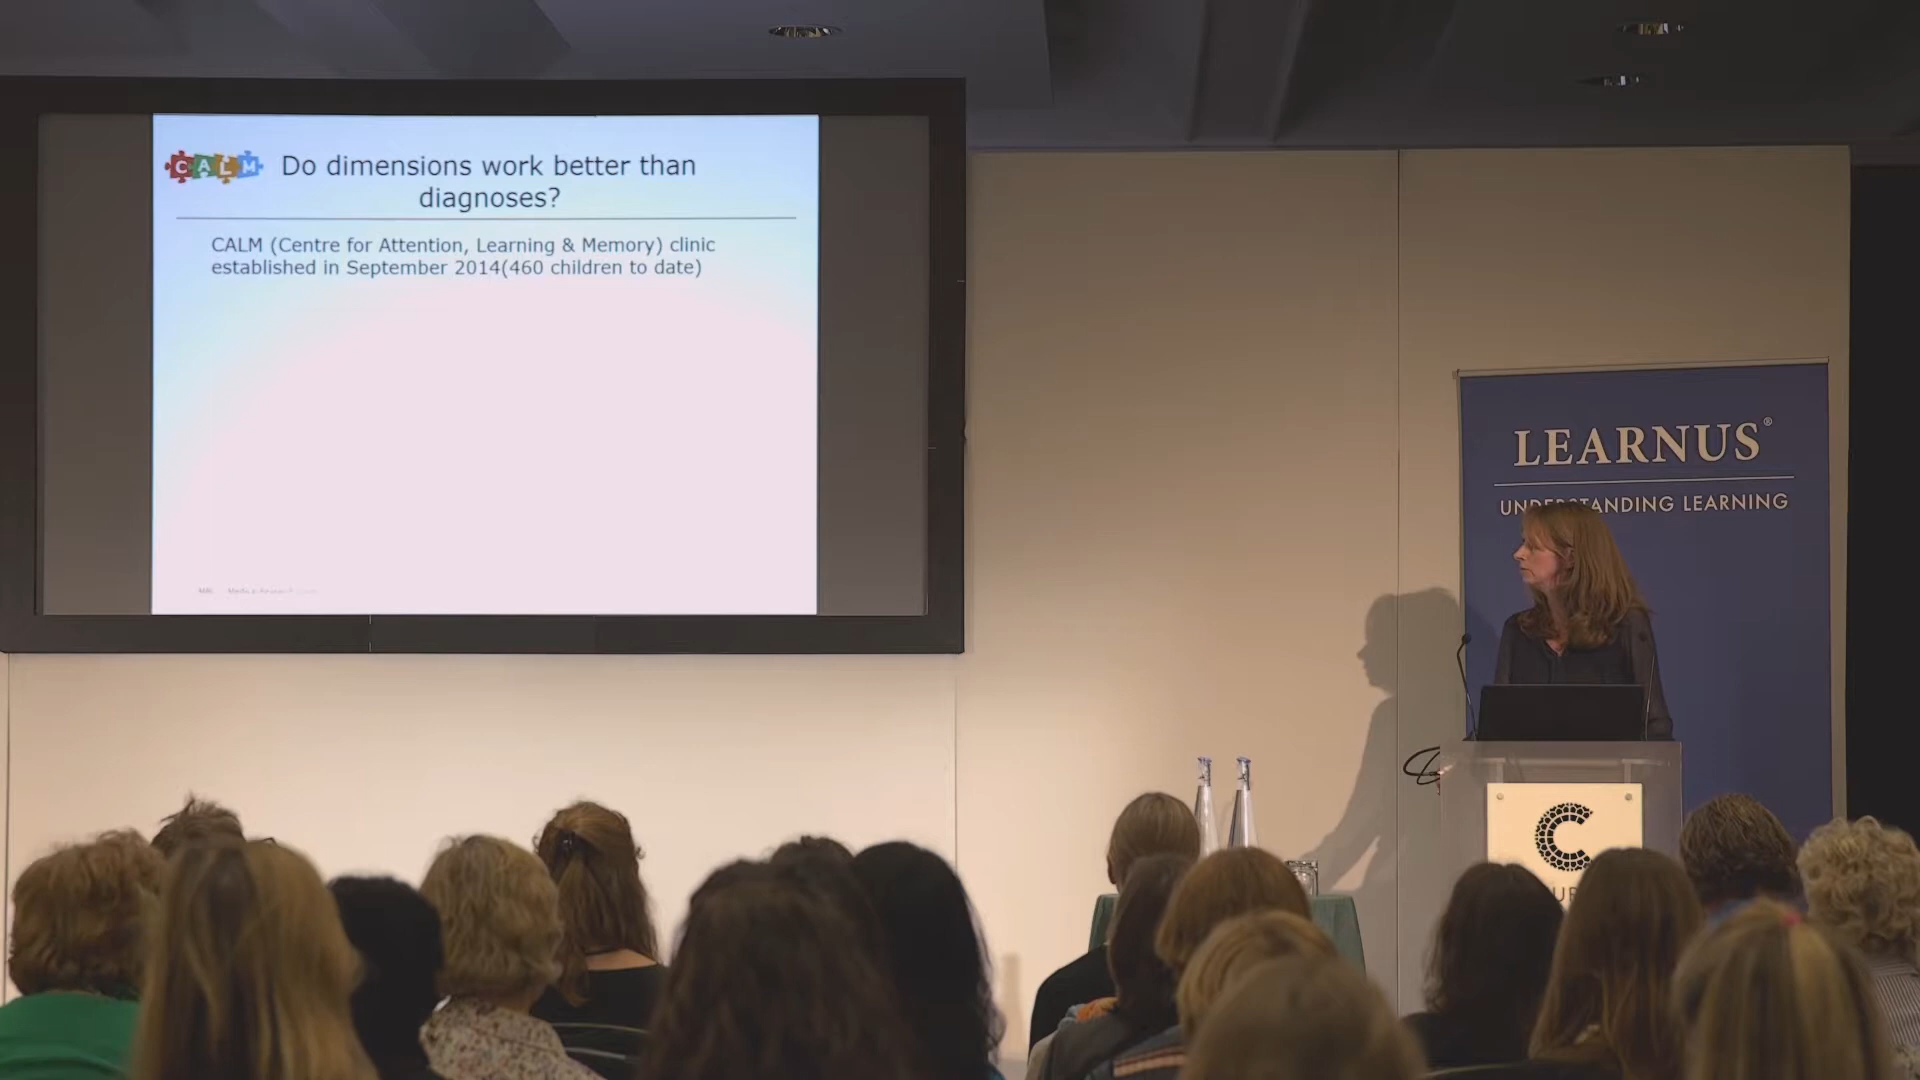 CALM
Do dimensions work better than
diagnoses?
CALM (Centre for Attention, Learning & Memory) clinic
established in September 2014(460 children to date)
LEARNUS®
UNDERSTANDING LEARNING
C